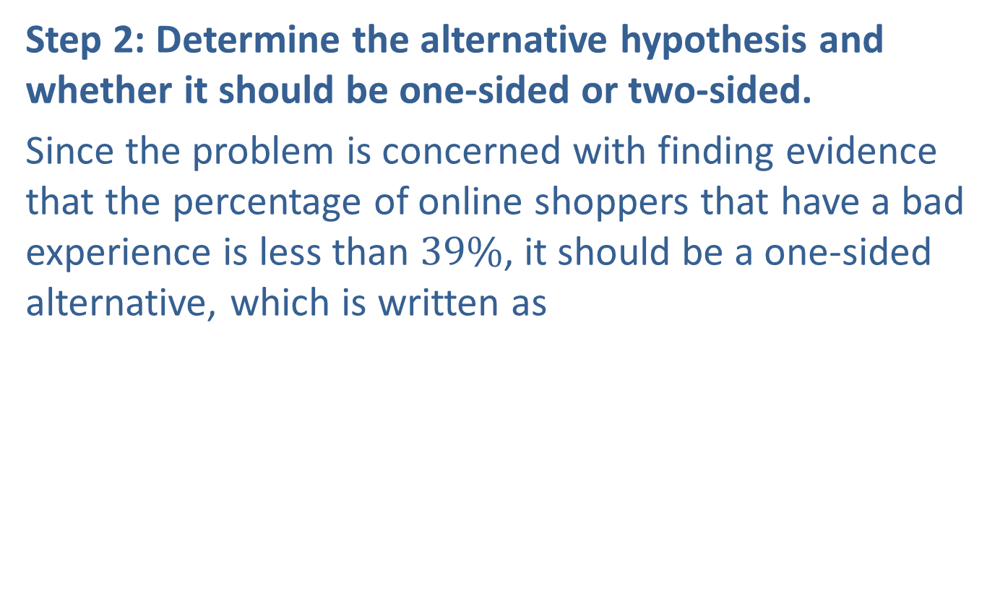 Step 2: Determine the alternative hypothesis and
whether it should be one-sided or two-sided.
Since the problem is concerned with finding evidence
that the percentage of online shoppers that have a bad
experience is less than 39%, it should be a one-sided
alternative, which is written as